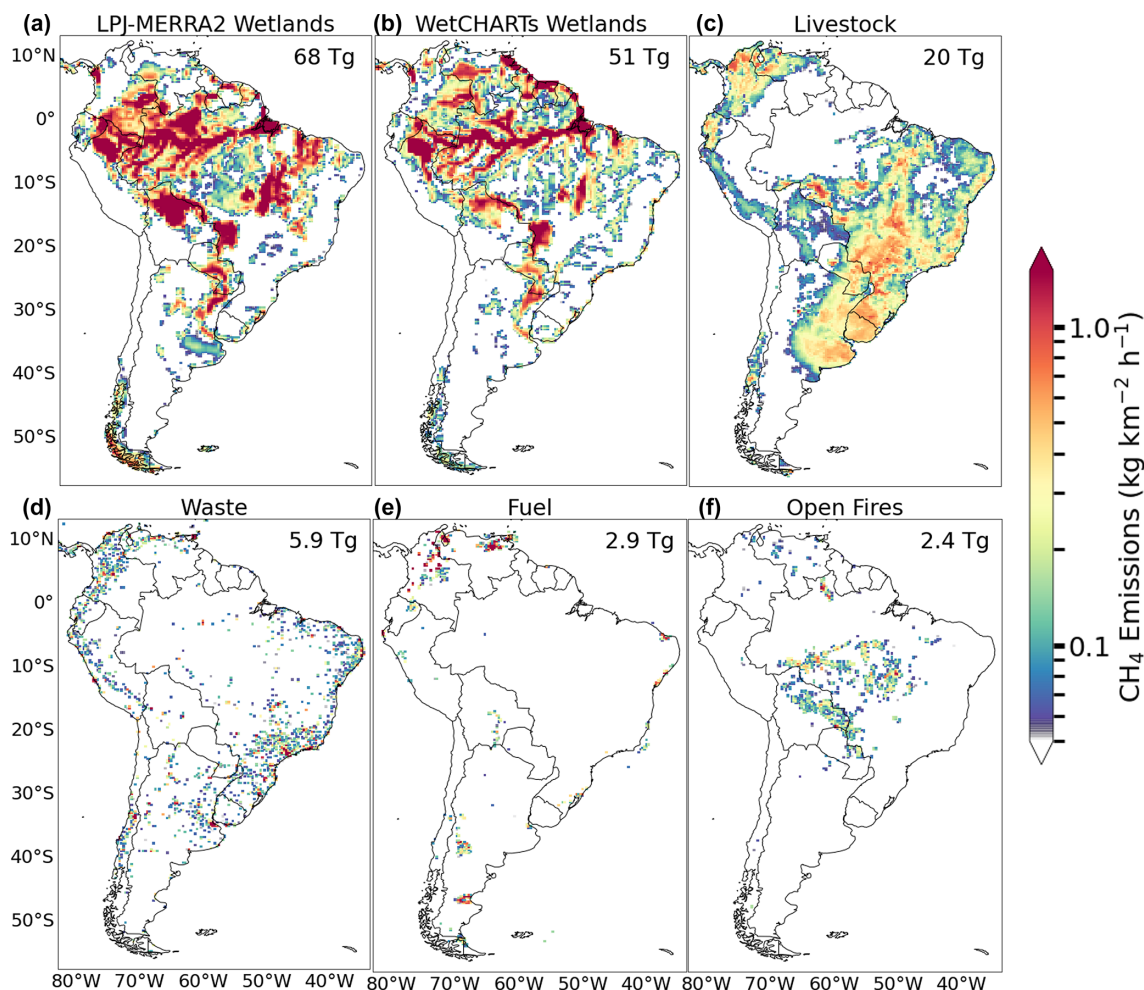 (a) LPJ-MERRA2 Wetlands (b) WetCHARTs Wetlands (c) Livestock
68 Tg 51 Tg 20 Tg
10°N
0°
10°S
20°S
30°S
40°S
50°S
(d) Waste (e) Fuel (f) Open Fires
5.9 Tg 2.9 Tg 2.4 Tg
10°N
0°
10°S
20°S
30°S
40°S
50°S
80°W 70°W 60°W 50°W 40°W 80°W 70°W 60°W 50°W 40°W 80°W 70°W 60°W 50°W 40°W
1.0
0.1
CH₄ Emissions (kg km⁻² h⁻¹)